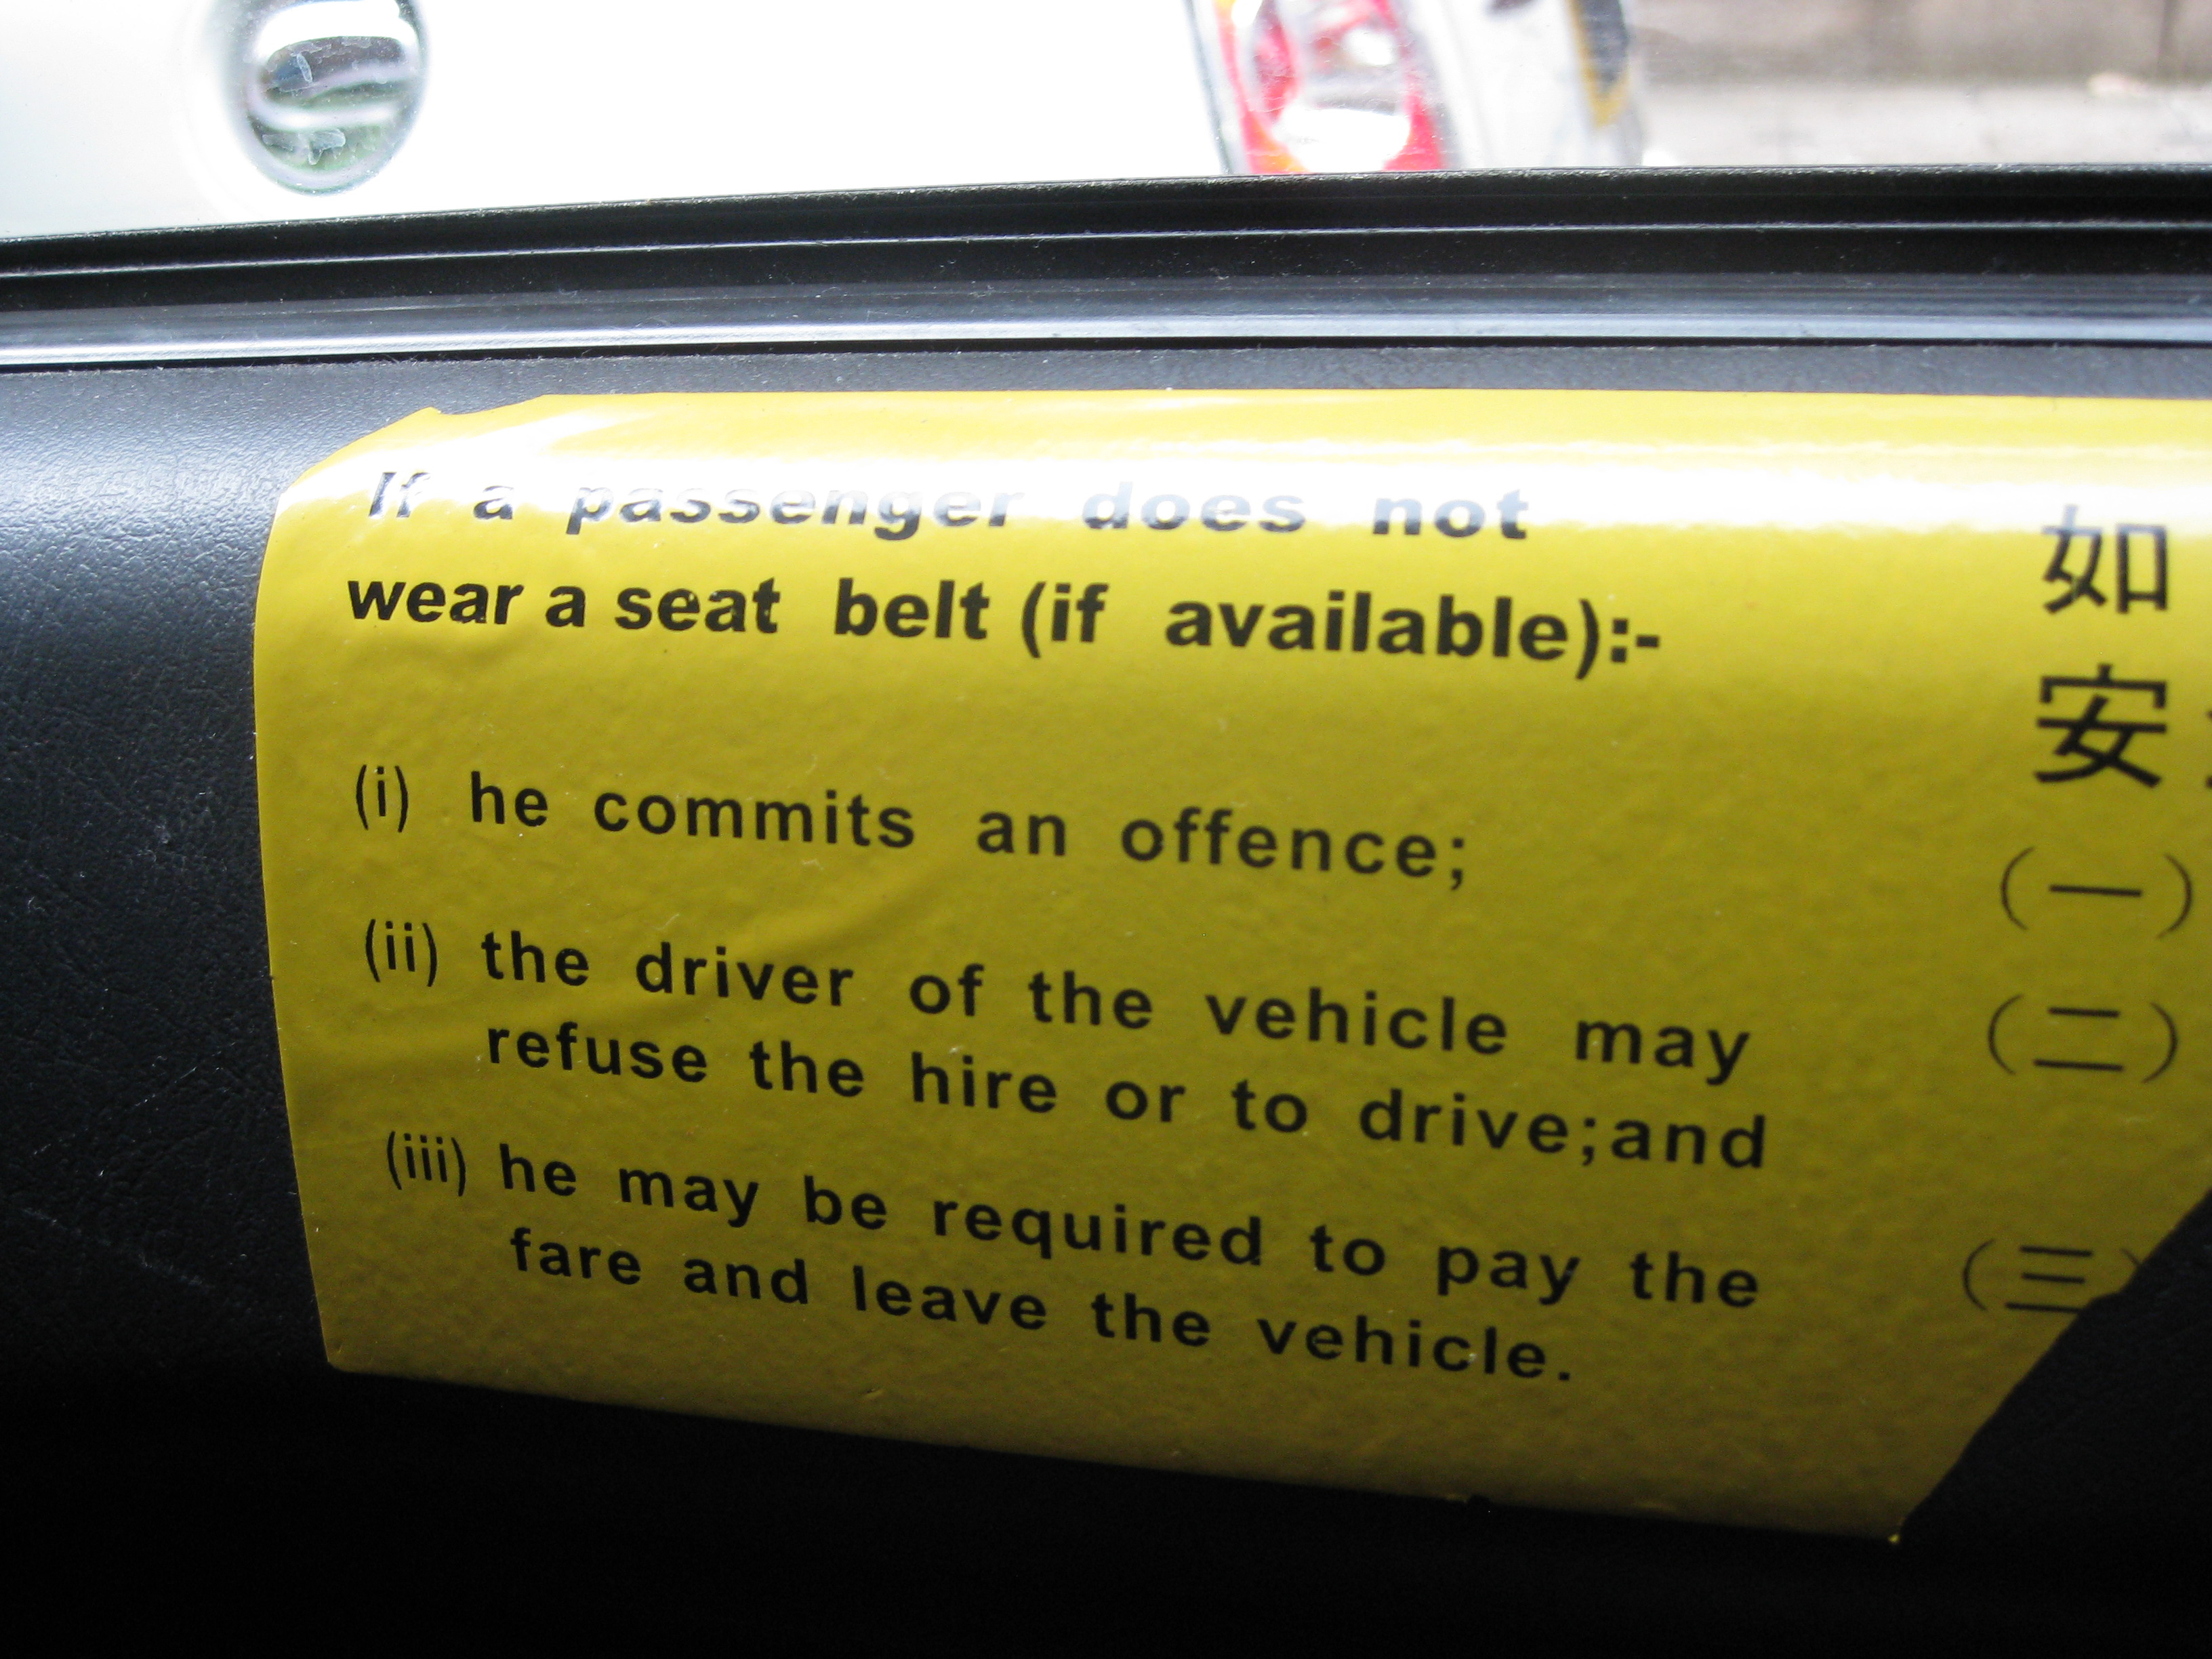 If a passenger does not
wear a seat belt (if available):-
(i) he commits an offence;
(ii) the driver of the vehicle may
refuse the hire or to drive;and
(iii) he may be required to pay the
fare and leave the vehicle.
如
安
(一)
(二)
(三)